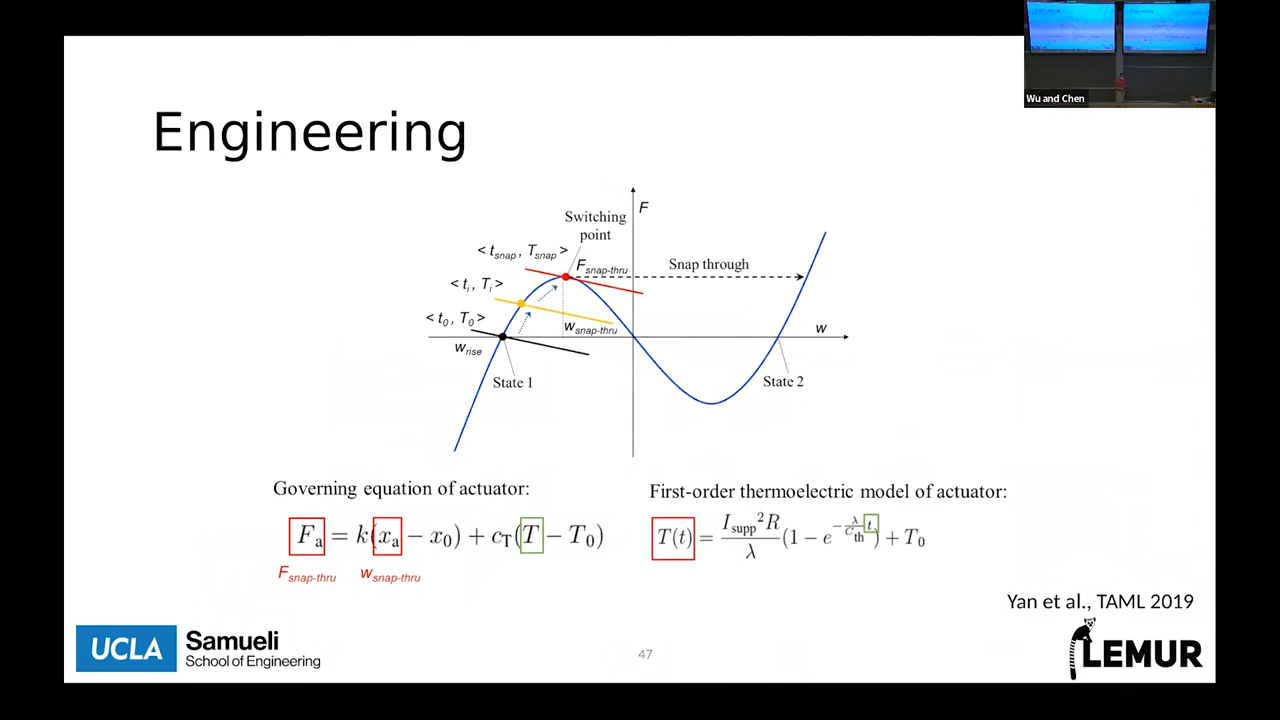 Wu and Chen
Engineering
F
Switching
point
< t_snap , T_snap >
F_snap-thru
Snap through
< t_i , T_i >
< t_0 , T_0 >
w_snap-thru
w
w_rise
State 1
State 2
Governing equation of actuator:
F_a = k(x_a − x_0) + c_T(T − T_0)
F_snap-thru w_snap-thru
First-order thermoelectric model of actuator:
T(t) = I_supp² R / λ (1 − e^(−(λ/C_th) t)) + T_0
Yan et al., TAML 2019
UCLA Samueli
School of Engineering
47
LEMUR